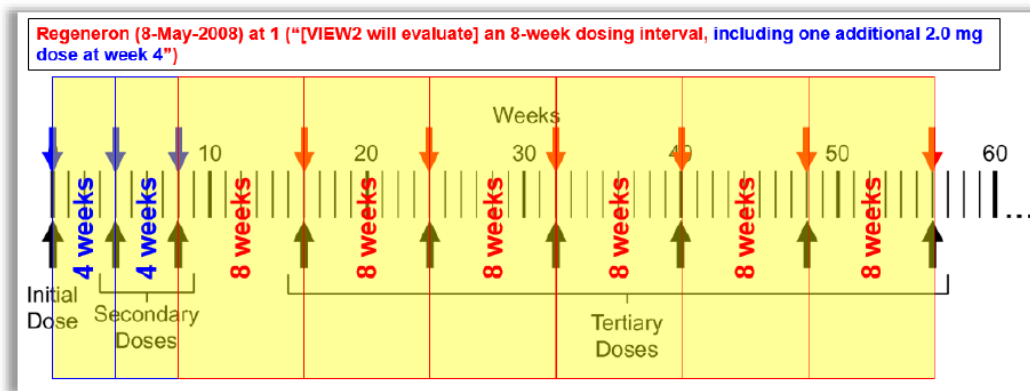 Regeneron (8-May-2008) at 1 (“[VIEW2 will evaluate] an 8-week dosing interval, including one additional 2.0 mg
dose at week 4”)
Weeks
10 20 30 40 50 60
4 weeks 4 weeks 8 weeks 8 weeks 8 weeks 8 weeks 8 weeks 8 weeks
...
Initial
Dose
Secondary
Doses
Tertiary
Doses